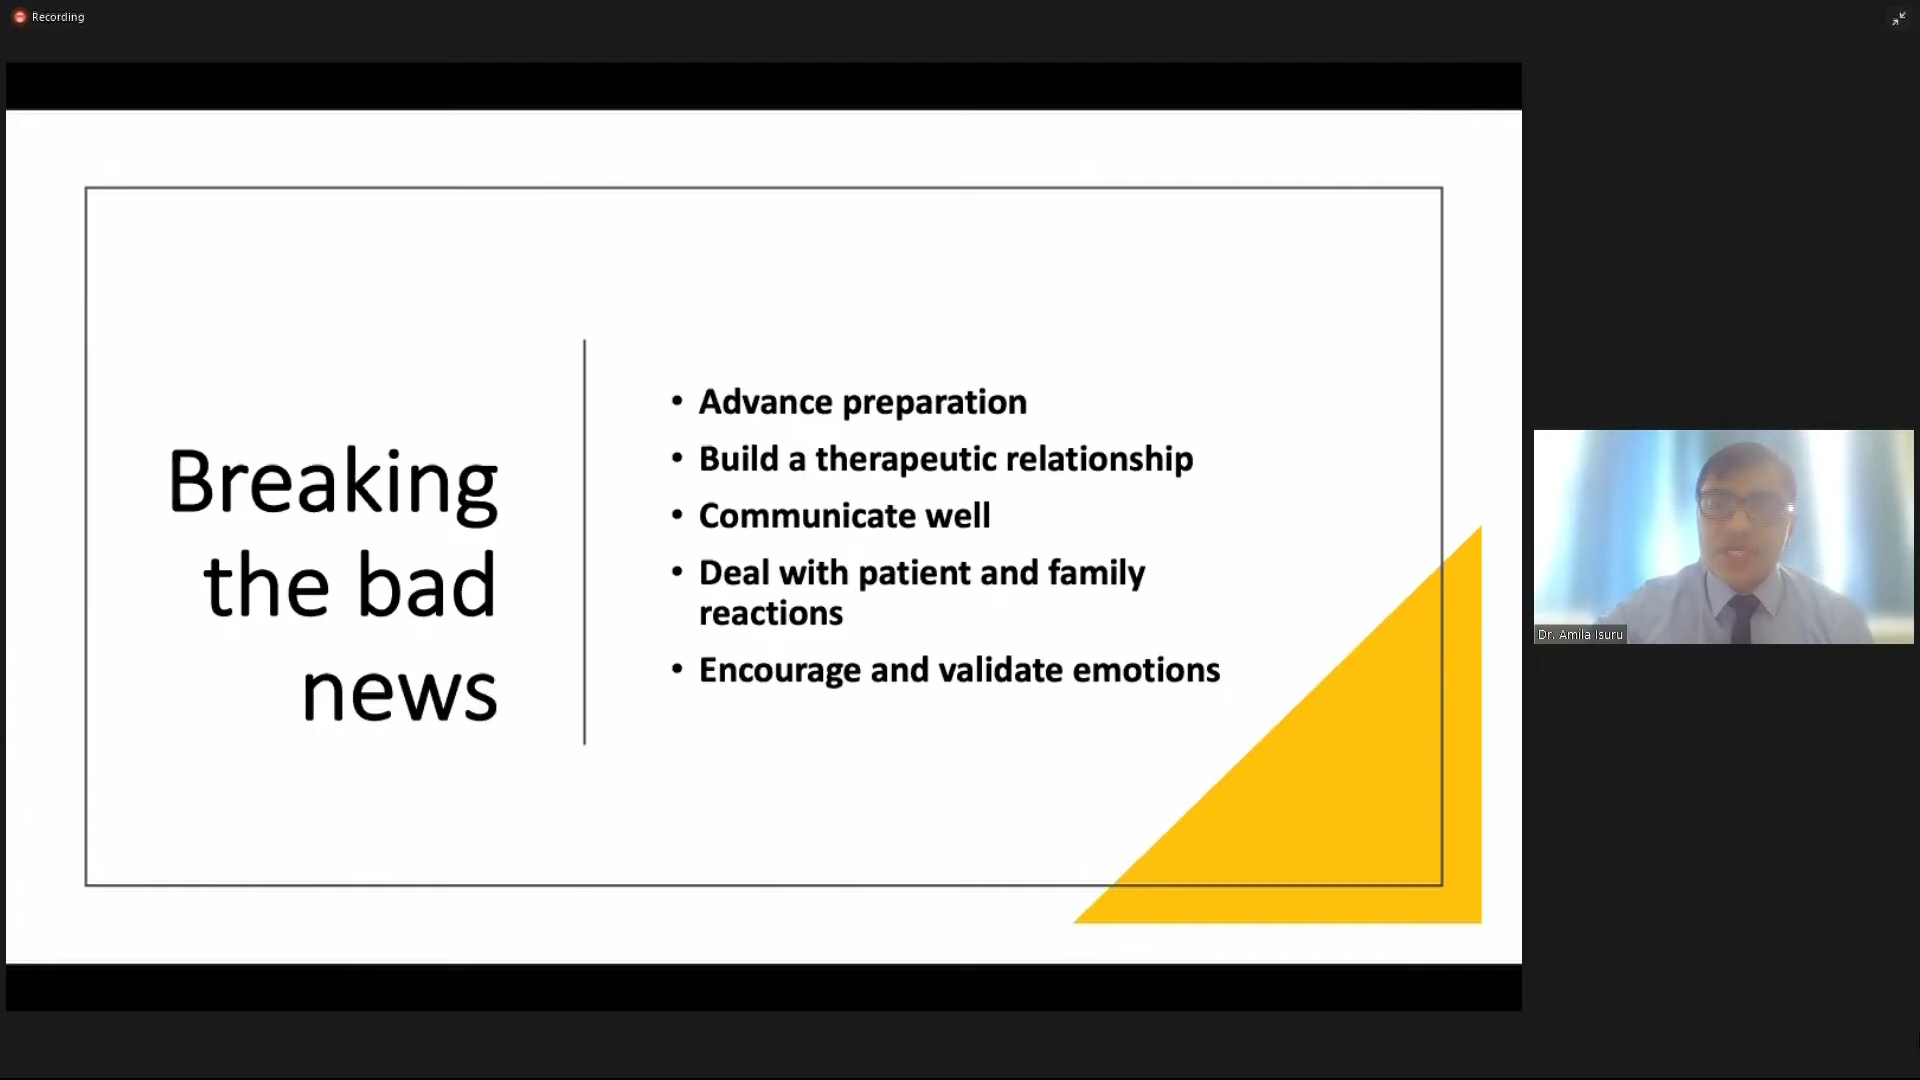 Recording
Breaking
the bad
news
• Advance preparation
• Build a therapeutic relationship
• Communicate well
• Deal with patient and family
reactions
• Encourage and validate emotions
Dr. Amila Isuru